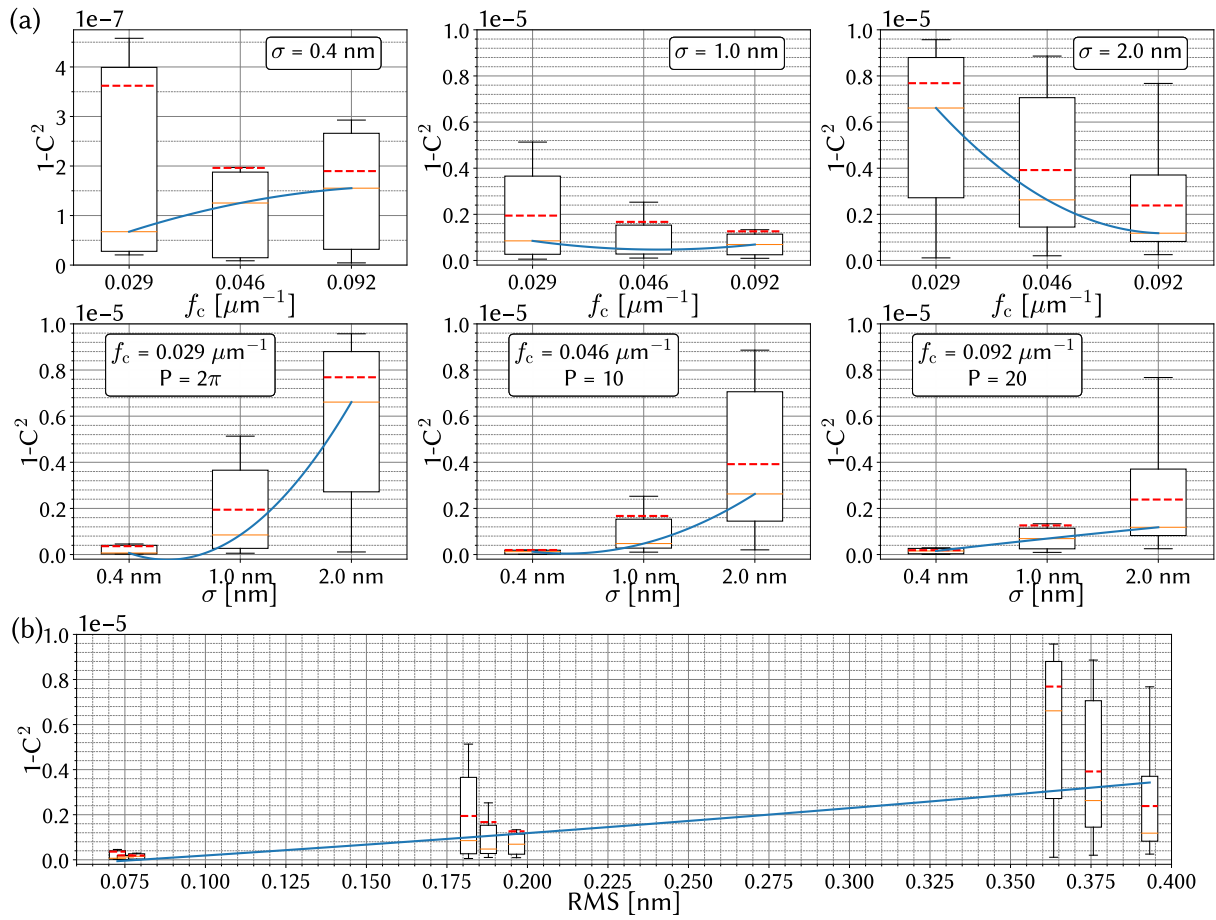 (a)
1e−7
σ = 0.4 nm
1-C²
4
3
2
1
0
0.029 0.046 0.092
f_c [μm⁻¹]
1e−5
σ = 1.0 nm
1-C²
1.0
0.8
0.6
0.4
0.2
0.0
0.029 0.046 0.092
f_c [μm⁻¹]
1e−5
σ = 2.0 nm
1-C²
1.0
0.8
0.6
0.4
0.2
0.0
0.029 0.046 0.092
f_c [μm⁻¹]
1e−5
f_c = 0.029 μm⁻¹
P = 2π
1-C²
1.0
0.8
0.6
0.4
0.2
0.0
0.4 nm 1.0 nm 2.0 nm
σ [nm]
1e−5
f_c = 0.046 μm⁻¹
P = 10
1-C²
1.0
0.8
0.6
0.4
0.2
0.0
0.4 nm 1.0 nm 2.0 nm
σ [nm]
1e−5
f_c = 0.092 μm⁻¹
P = 20
1-C²
1.0
0.8
0.6
0.4
0.2
0.0
0.4 nm 1.0 nm 2.0 nm
σ [nm]
(b)
1e−5
1-C²
1.0
0.8
0.6
0.4
0.2
0.0
0.075 0.100 0.125 0.150 0.175 0.200 0.225 0.250 0.275 0.300 0.325 0.350 0.375 0.400
RMS [nm]